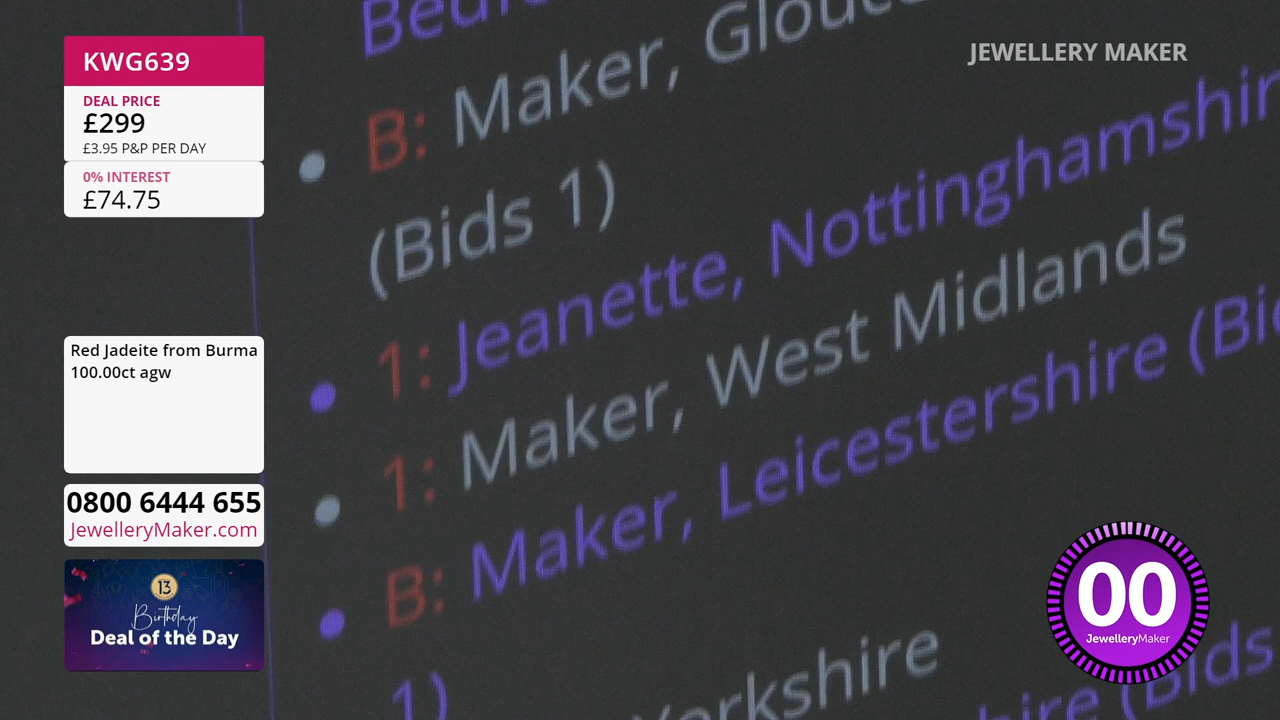 KWG639
DEAL PRICE
£299
£3.95 P&P PER DAY
0% INTEREST
£74.75
Red Jadeite from Burma
100.00ct agw
0800 6444 655
JewelleryMaker.com
13
Birthday
Deal of the Day
JEWELLERY MAKER
B: Maker,
(Bids 1)
1: Jeanette,
1: Maker, West Midlands
B: Maker, Leicestershire
1)
00
JewelleryMaker